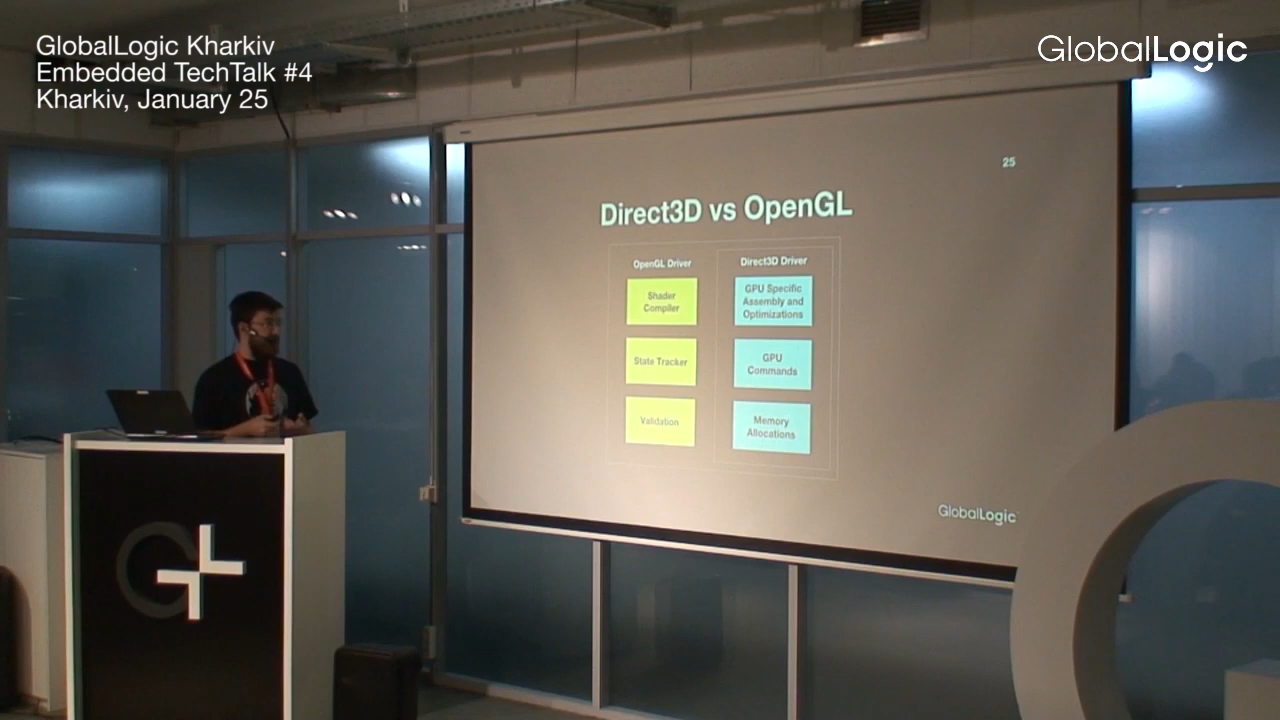 GlobalLogic Kharkiv
Embedded TechTalk #4
Kharkiv, January 25
GlobalLogic
25
Direct3D vs OpenGL
OpenGL Driver
Direct3D Driver
Shader
Compiler
GPU Specific
Assembly and
Optimizations
State Tracker
GPU
Commands
Validation
Memory
Allocations
GlobalLogic
GL